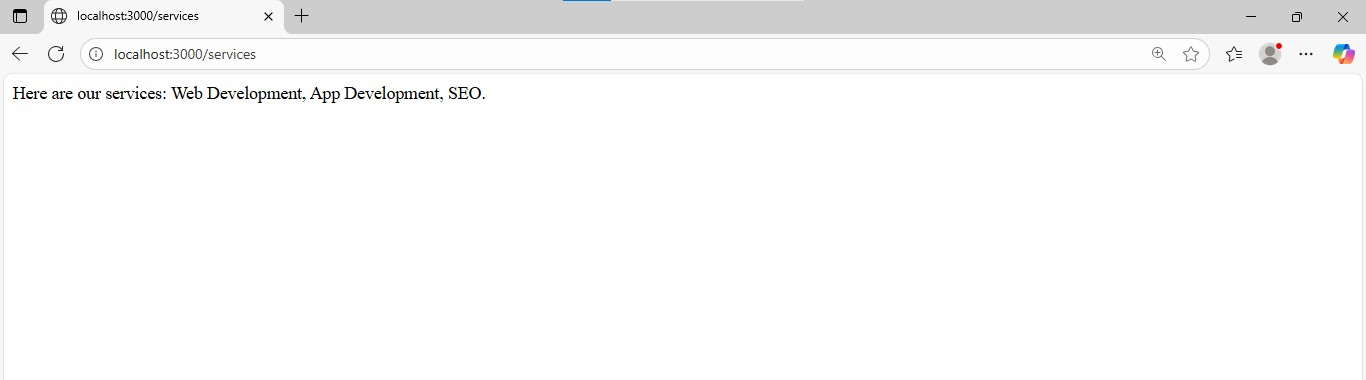 localhost:3000/services
localhost:3000/services
Here are our services: Web Development, App Development, SEO.